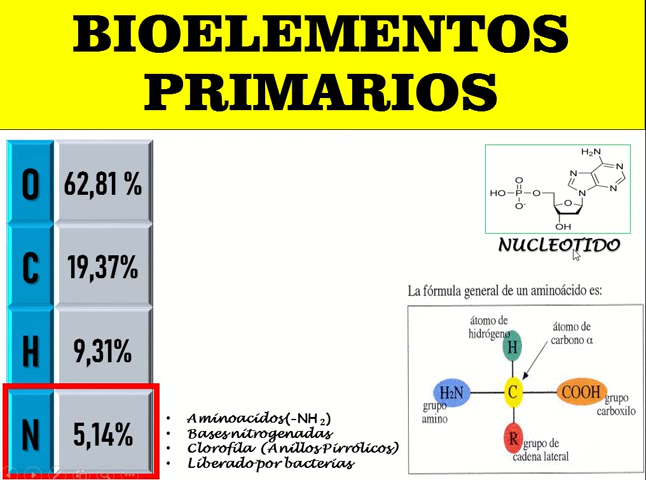 BIOELEMENTOS
PRIMARIOS
O 62,81 %
C 19,37%
H 9,31%
N 5,14%
• Aminoacidos(-NH2)
• Bases nitrogenadas
• Clorofila (Anillos Pirrólicos)
• Liberado por bacterias
H2N
N
N
N
N
O
HO-P-O
O-
O
OH
NUCLEOTIDO
La fórmula general de un aminoácido es:
átomo de
hidrógeno
átomo de
carbono α
H
H2N
C
COOH
grupo
amino
grupo
carboxilo
R
grupo de
cadena lateral